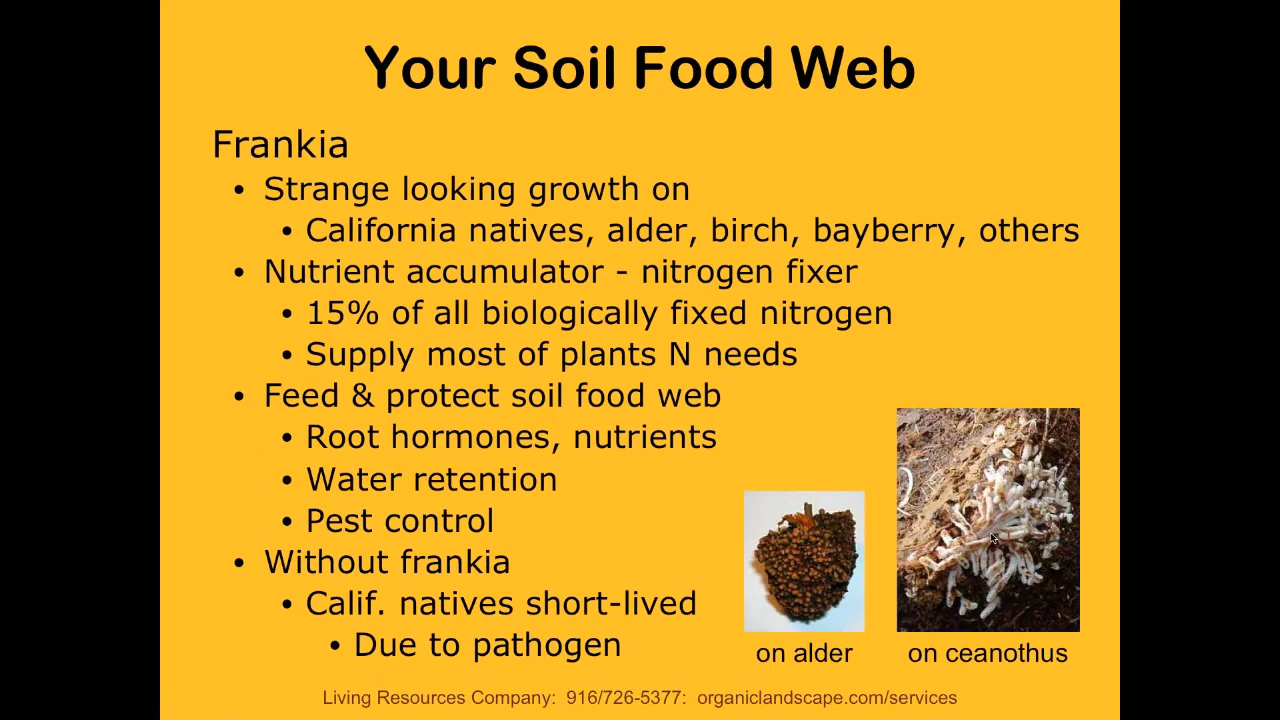 Your Soil Food Web
Frankia
• Strange looking growth on
• California natives, alder, birch, bayberry, others
• Nutrient accumulator - nitrogen fixer
• 15% of all biologically fixed nitrogen
• Supply most of plants N needs
• Feed & protect soil food web
• Root hormones, nutrients
• Water retention
• Pest control
• Without frankia
• Calif. natives short-lived
• Due to pathogen
on alder
on ceanothus
Living Resources Company: 916/726-5377: organiclandscape.com/services